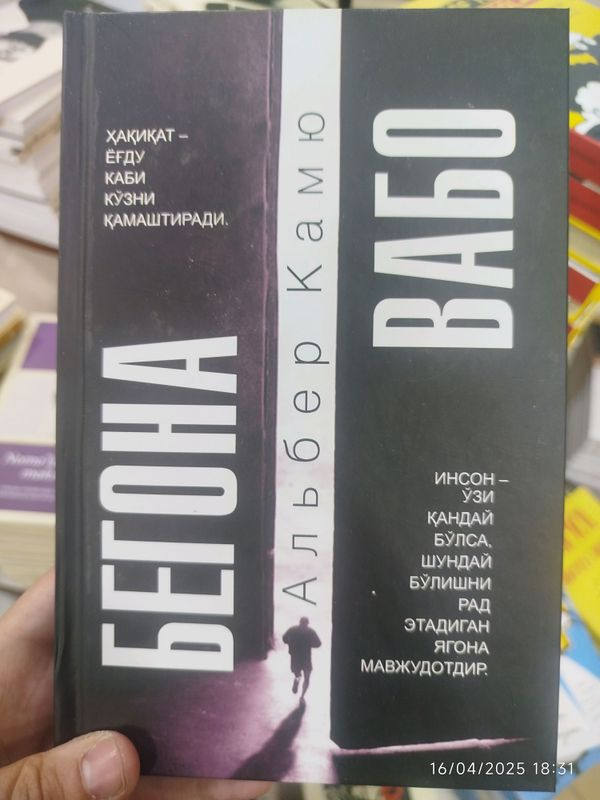 ҲАҚИҚАТ –
ЁҒДУ
КАБИ
КЎЗНИ
ҚАМАШТИРАДИ.
БЕГОНА
Альбер Камю
ВАБО
ИНСОН –
ЎЗИ
ҚАНДАЙ
БЎЛСА,
ШУНДАЙ
БЎЛИШНИ
РАД
ЭТАДИГАН
ЯГОНА
МАВЖУДОТДИР.
16/04/2025 18:31